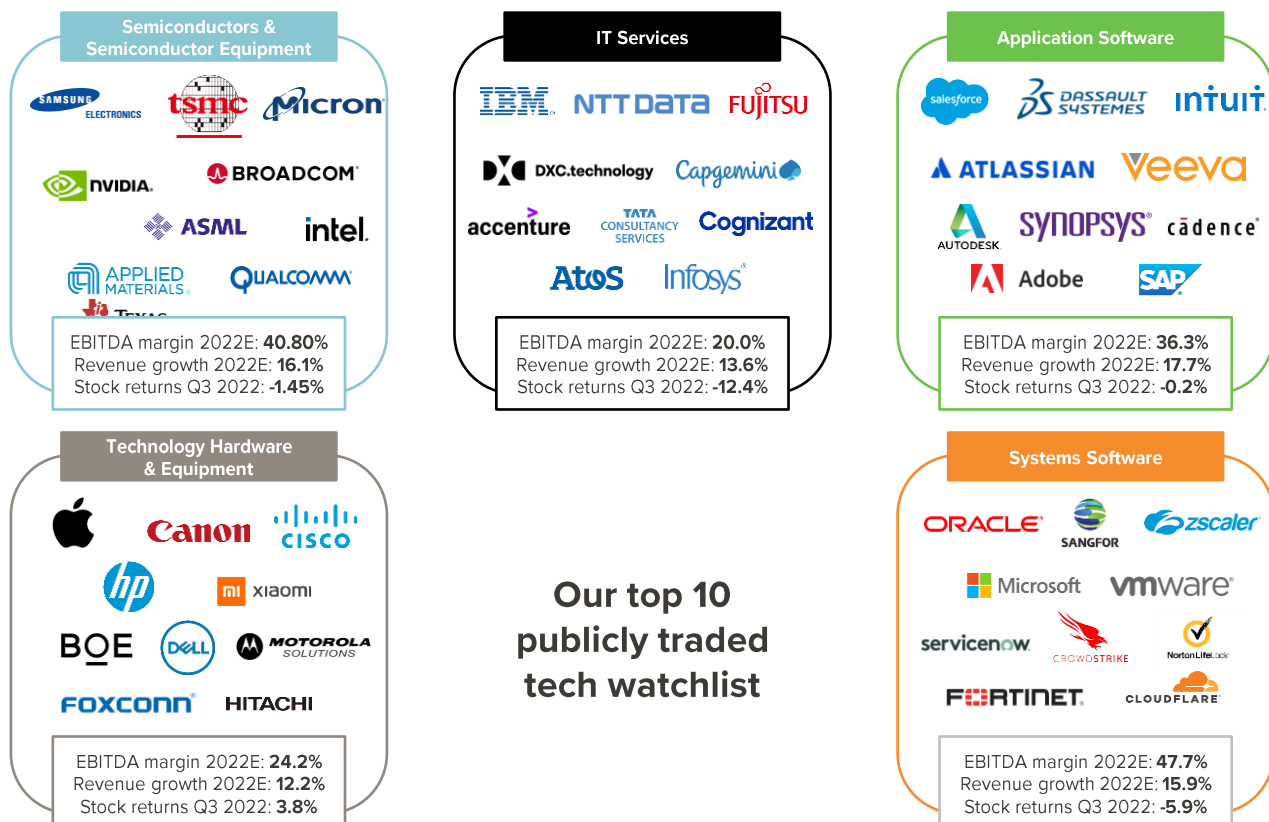 Semiconductors &
Semiconductor Equipment
SAMSUNG
ELECTRONICS
tsmc
Micron
NVIDIA.
BROADCOM
ASML
intel.
APPLIED
MATERIALS
QUALCOMM
TEXAS
EBITDA margin 2022E: 40.80%
Revenue growth 2022E: 16.1%
Stock returns Q3 2022: -1.45%
IT Services
IBM
NTT DATA
FUJITSU
DXC.technology
Capgemini
accenture
TATA
CONSULTANCY
SERVICES
Cognizant
Atos
Infosys
EBITDA margin 2022E: 20.0%
Revenue growth 2022E: 13.6%
Stock returns Q3 2022: -12.4%
Application Software
salesforce
DASSAULT
SYSTEMES
intuit
ATLASSIAN
Veeva
AUTODESK
SYNOPSYS®
cādence®
Adobe
SAP
EBITDA margin 2022E: 36.3%
Revenue growth 2022E: 17.7%
Stock returns Q3 2022: -0.2%
Technology Hardware
& Equipment
Canon
CISCO
hp
mi xiaomi
BOE
DELL
MOTOROLA
SOLUTIONS
FOXCONN®
HITACHI
EBITDA margin 2022E: 24.2%
Revenue growth 2022E: 12.2%
Stock returns Q3 2022: 3.8%
Our top 10
publicly traded
tech watchlist
Systems Software
ORACLE
SANGFOR
zscaler
Microsoft
vmware®
servicenow
CROWDSTRIKE
NortonLifeLock
FORTINET
CLOUDFLARE
EBITDA margin 2022E: 47.7%
Revenue growth 2022E: 15.9%
Stock returns Q3 2022: -5.9%